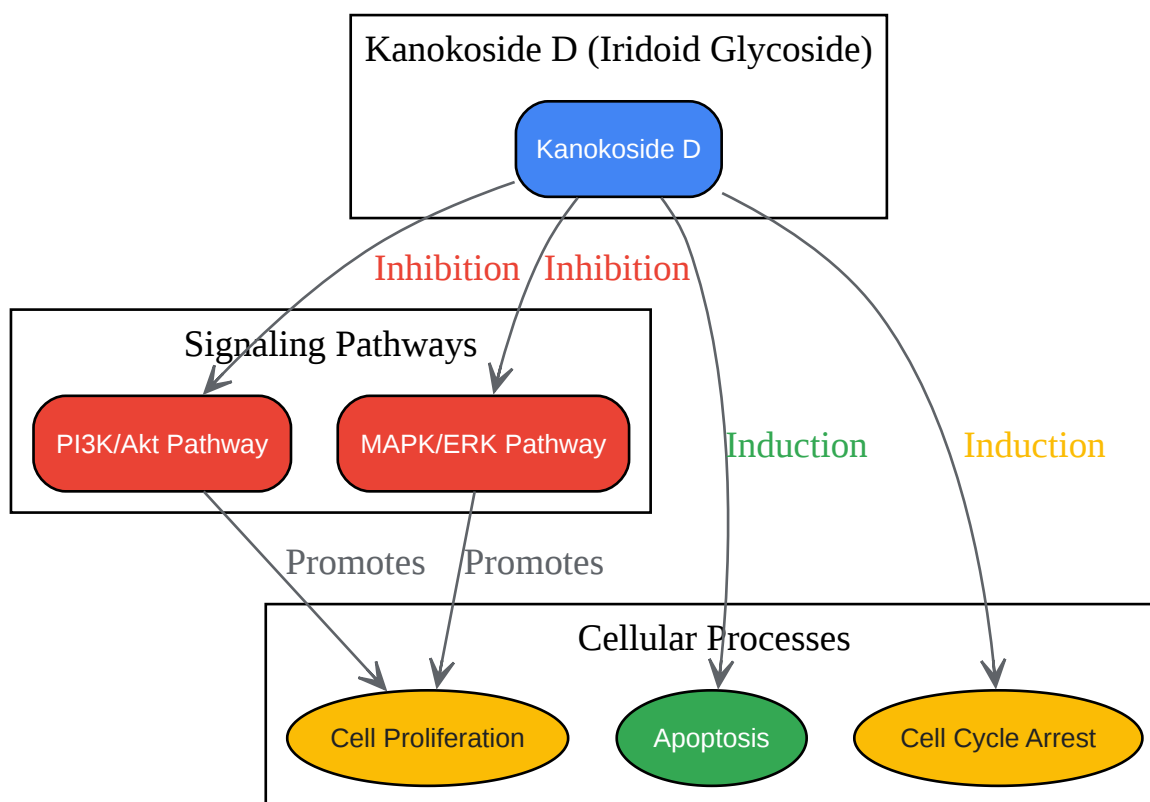 Kanokoside D (Iridoid Glycoside)
Kanokoside D
Inhibition
Inhibition
Signaling Pathways
PI3K/Akt Pathway
MAPK/ERK Pathway
Induction
Induction
Promotes
Promotes
Cellular Processes
Cell Proliferation
Apoptosis
Cell Cycle Arrest